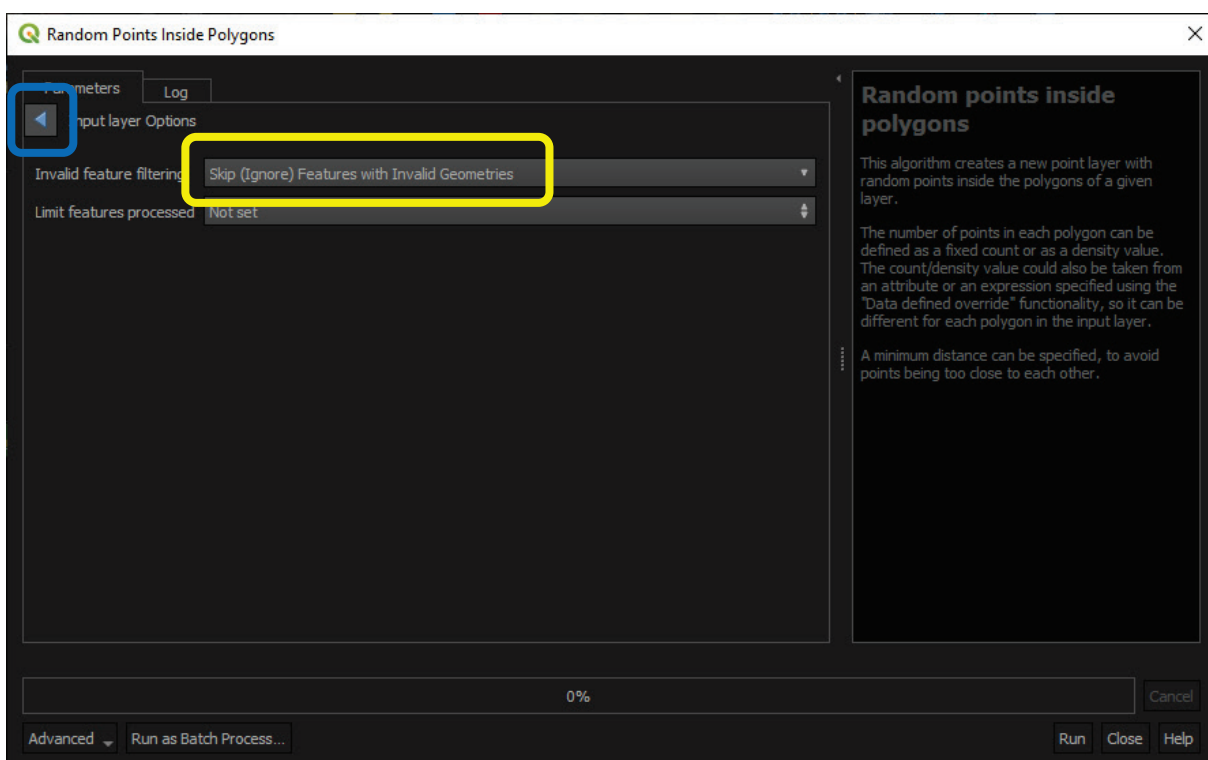 Random Points Inside Polygons
Parameters
Log
Input layer Options
Invalid feature filtering
Skip (Ignore) Features with Invalid Geometries
Limit features processed
Not set
Random points inside
polygons
This algorithm creates a new point layer with
random points inside the polygons of a given
layer.
The number of points in each polygon can be
defined as a fixed count or as a density value.
The count/density value could also be taken from
an attribute or an expression specified using the
"Data defined override" functionality, so it can be
different for each polygon in the input layer.
A minimum distance can be specified, to avoid
points being too close to each other.
0%
Cancel
Advanced
Run as Batch Process...
Run
Close
Help